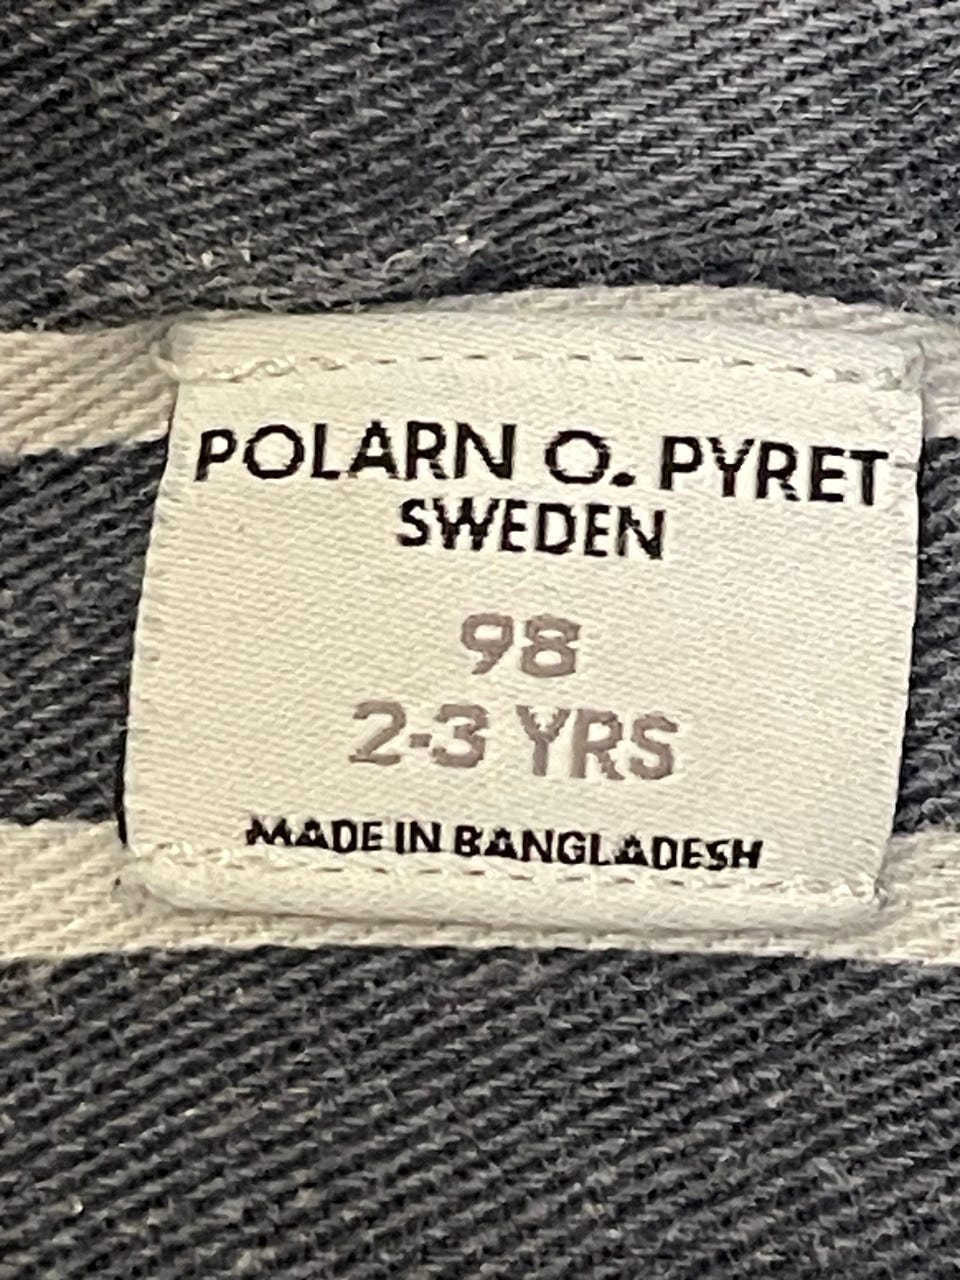 POLARN O. PYRET
SWEDEN
98
2-3 YRS
MADE IN BANGLADESH